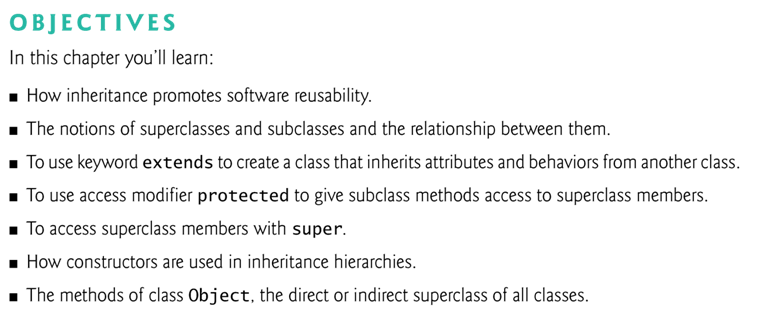 OBJECTIVES
In this chapter you’ll learn:
■ How inheritance promotes software reusability.
■ The notions of superclasses and subclasses and the relationship between them.
■ To use keyword extends to create a class that inherits attributes and behaviors from another class.
■ To use access modifier protected to give subclass methods access to superclass members.
■ To access superclass members with super.
■ How constructors are used in inheritance hierarchies.
■ The methods of class Object, the direct or indirect superclass of all classes.